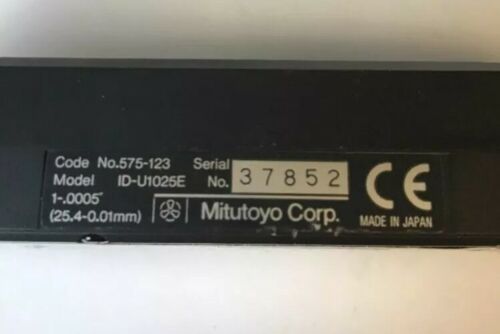 Code No.575-123 Serial
Model ID-U1025E No. 37852
1-.0005"
(25.4-0.01mm) Mitutoyo Corp.
CE
MADE IN JAPAN